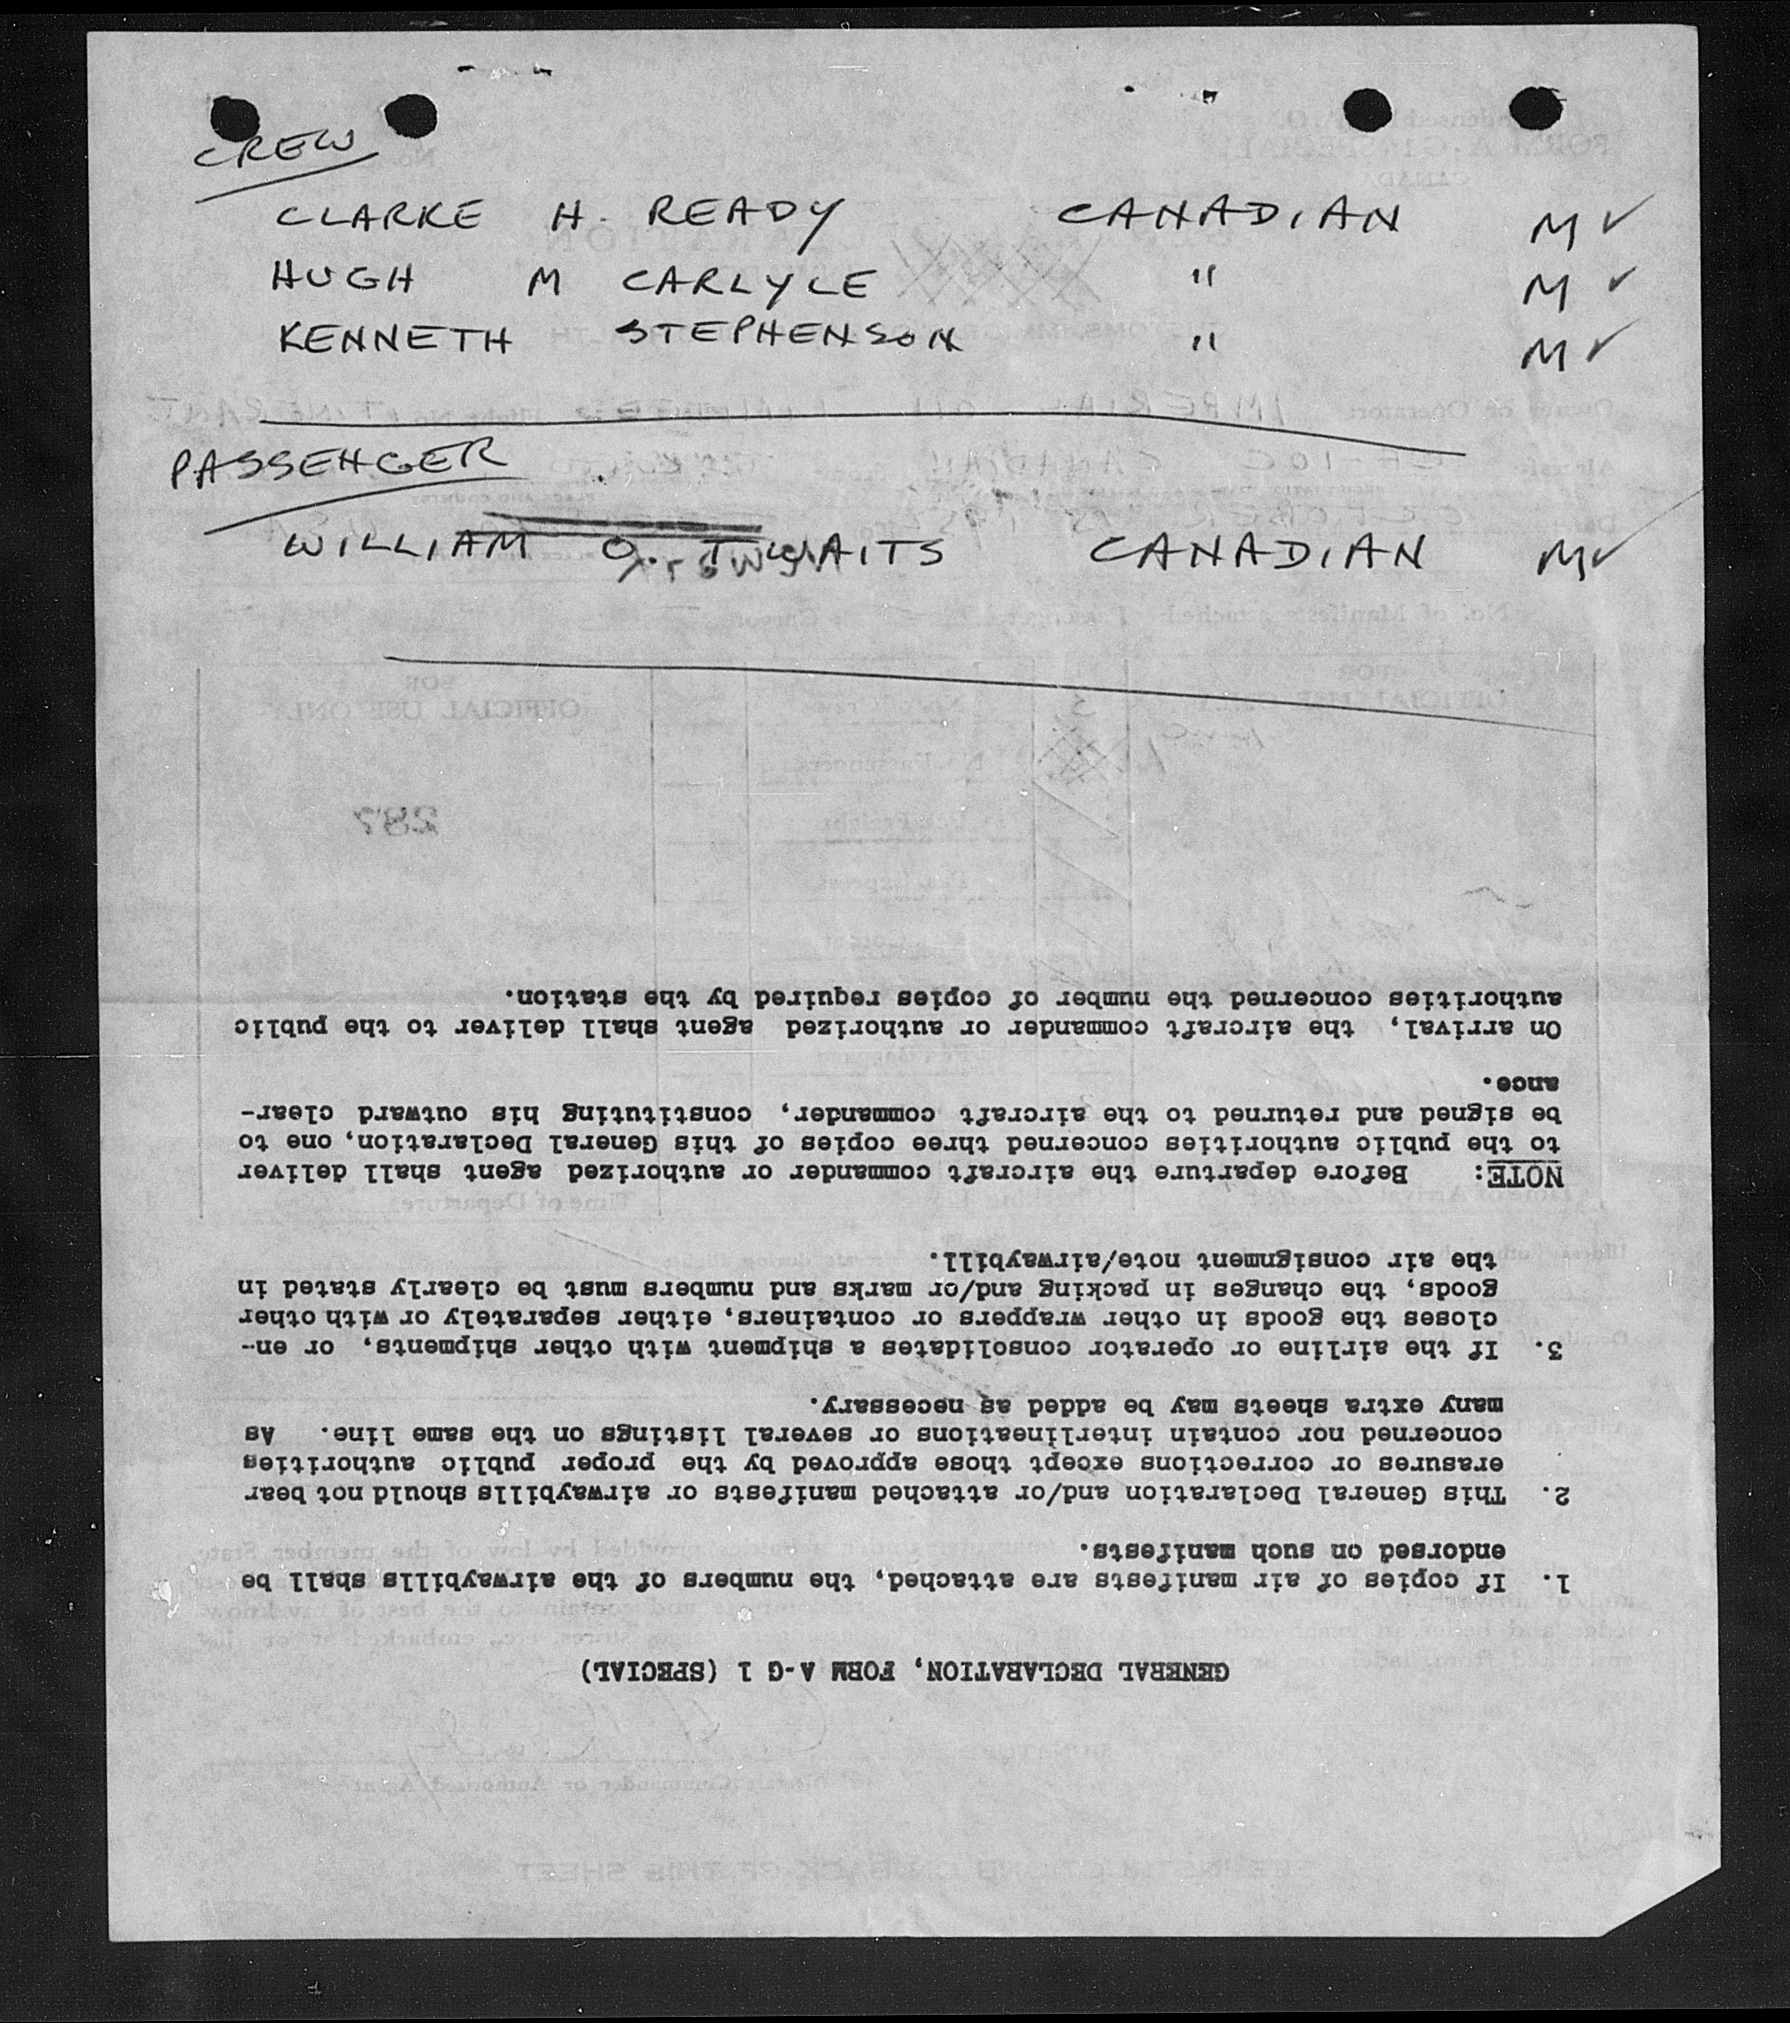 CREW
CLARKE H. READY CANADIAN M ✓
HUGH M CARLYLE " M ✓
KENNETH STEPHENSON " M ✓
PASSENGER
WILLIAM O. TWAITS CANADIAN M ✓
GENERAL DECLARATION, FORM A-G 1 (SPECIAL)
1. If copies of air manifests are attached, the numbers of the airwaybills shall be
endorsed on such manifests.
2. This General Declaration and/or attached manifests or airwaybills should not bear
erasures or corrections except those approved by the proper public authorities
concerned nor contain interlineations or several listings on the same line. As
many extra sheets may be added as necessary.
3. If the airline or operator consolidates a shipment with other shipments, or en-
closes the goods in other wrappers or containers, either separately or with other
goods, the changes in packing and/or marks and numbers must be clearly stated in
the air consignment note/airwaybill.
NOTE: Before departure the aircraft commander or authorized agent shall deliver
to the public authorities concerned three copies of this General Declaration, one to
be signed and returned to the aircraft commander, constituting his outward clear-
ance.
On arrival, the aircraft commander or authorized agent shall deliver to the public
authorities concerned the number of copies required by the station.